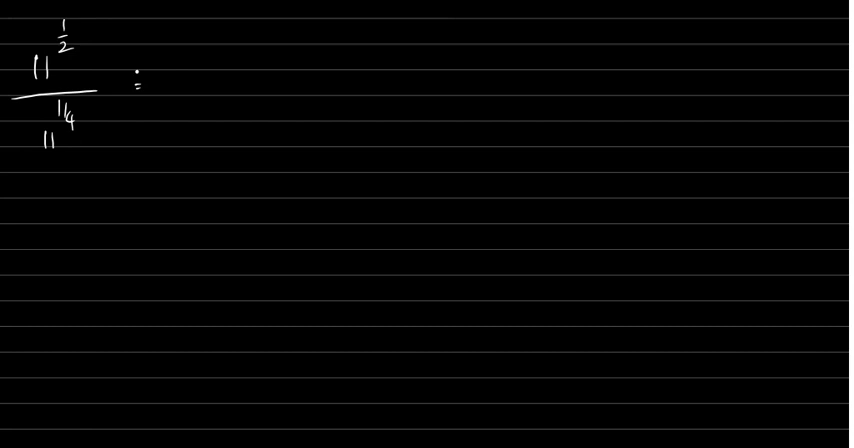 11^(1/2)
/ 11^(1/4) =